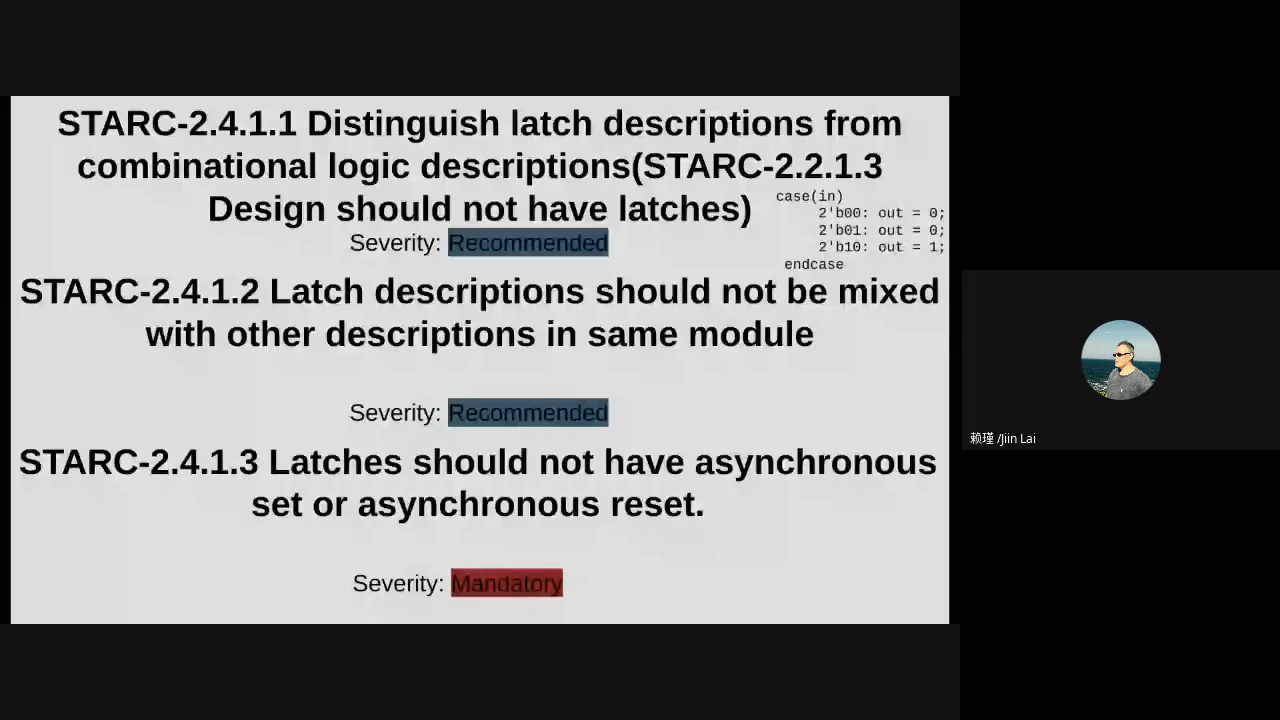 STARC-2.4.1.1 Distinguish latch descriptions from
combinational logic descriptions(STARC-2.2.1.3
Design should not have latches)
Severity: Recommended
case(in)
2'b00: out = 0;
2'b01: out = 0;
2'b10: out = 1;
endcase
STARC-2.4.1.2 Latch descriptions should not be mixed
with other descriptions in same module
Severity: Recommended
STARC-2.4.1.3 Latches should not have asynchronous
set or asynchronous reset.
Severity: Mandatory
赖瑾 /Jiin Lai